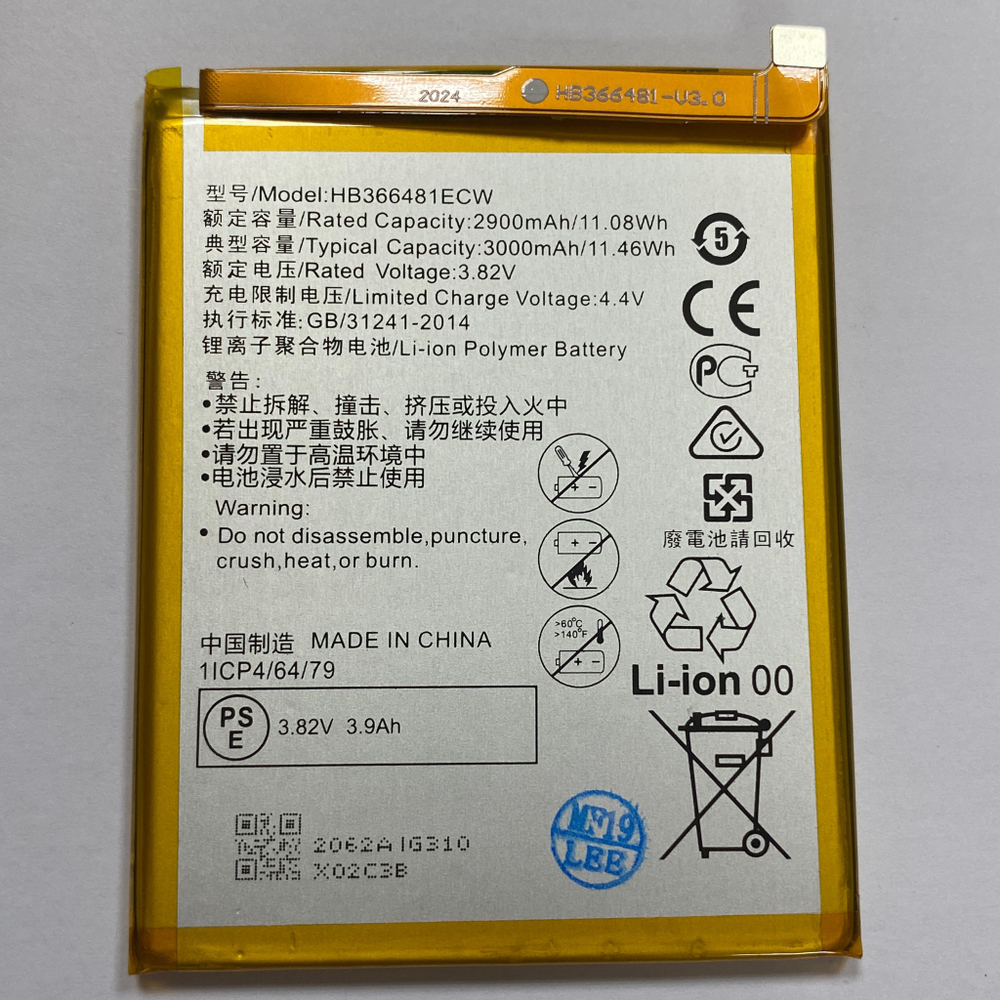 2024 HB366481-V3.0
型号/Model:HB366481ECW
额定容量/Rated Capacity:2900mAh/11.08Wh
典型容量/Typical Capacity:3000mAh/11.46Wh
额定电压/Rated Voltage:3.82V
充电限制电压/Limited Charge Voltage:4.4V
执行标准:GB/31241-2014
锂离子聚合物电池/Li-ion Polymer Battery
5
CE
PCT
警告:
•禁止拆解、撞击、挤压或投入火中
•若出现严重鼓胀、请勿继续使用
•请勿置于高温环境中
•电池浸水后禁止使用
Warning:
• Do not disassemble,puncture,
crush,heat,or burn.
廢電池請回收
>60°C
>140°F
中国制造 MADE IN CHINA
1ICP4/64/79
Li-ion 00
PS
E
3.82V 3.9Ah
2062AIG310
X02C3B
MF19
LEE